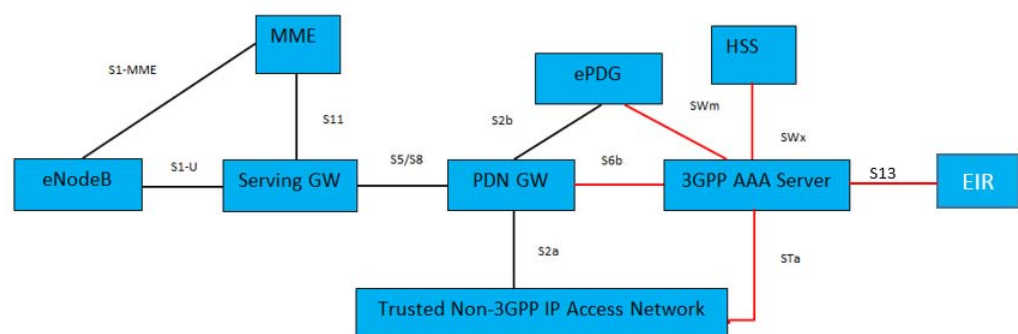 MME
HSS
ePDG
S1-MME
SWm
S11
S2b
SWx
S1-U
S5/S8
S6b
S13
eNodeB
Serving GW
PDN GW
3GPP AAA Server
EIR
S2a
STa
Trusted Non-3GPP IP Access Network